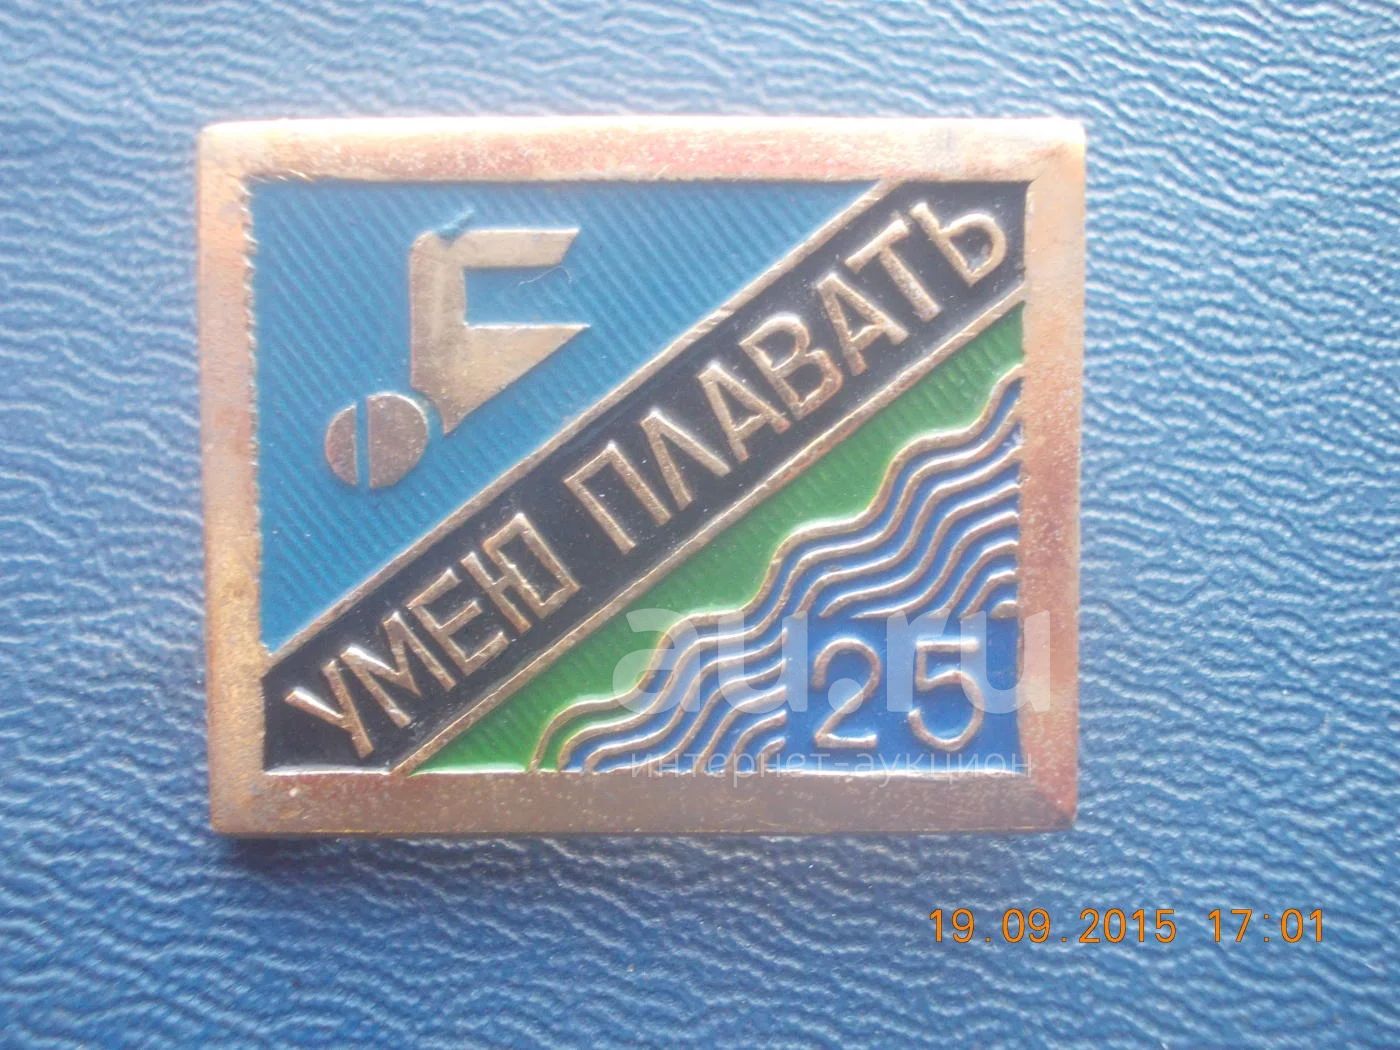 УМЕЮ ПЛАВАТЬ
25
au.ru
интернет-аукцион
19.09.2015 17:01